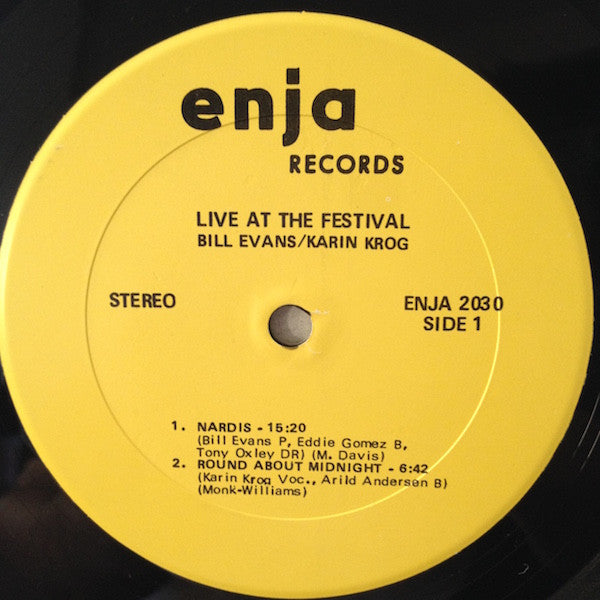 enja
RECORDS
LIVE AT THE FESTIVAL
BILL EVANS/KARIN KROG
STEREO
ENJA 2030
SIDE 1
1. NARDIS - 15:20
(Bill Evans P, Eddie Gomez B,
Tony Oxley DR) (M. Davis)
2. ROUND ABOUT MIDNIGHT - 6:42
(Karin Krog Voc., Arild Andersen B)
(Monk-Williams)